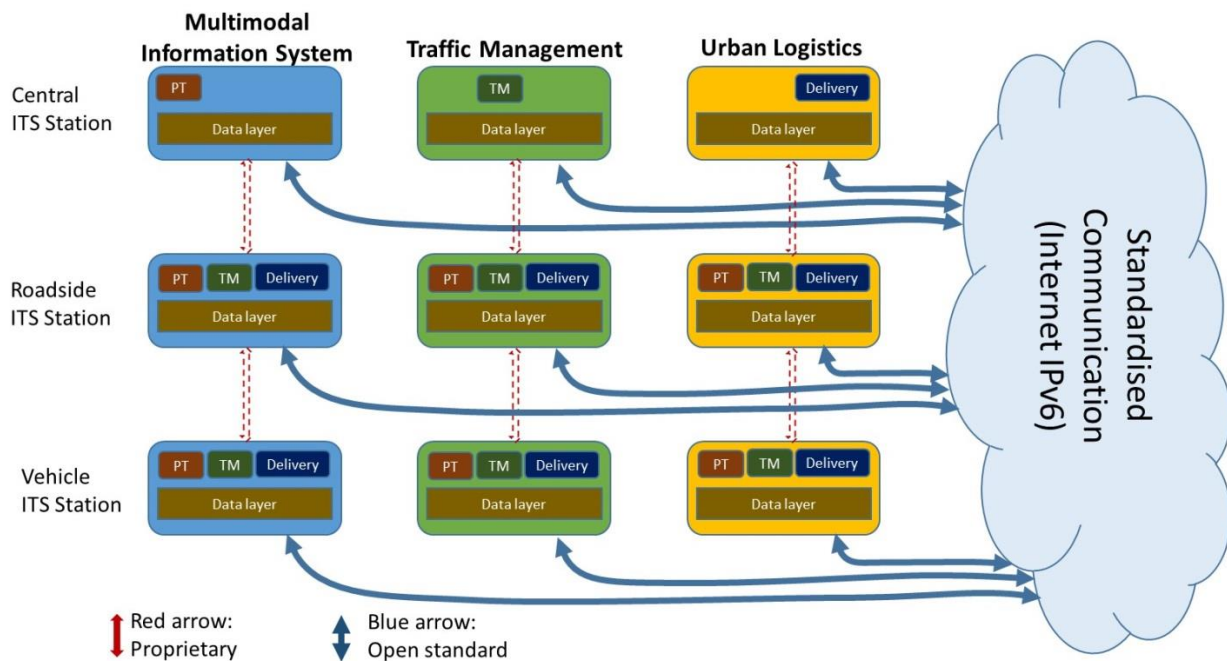 Multimodal
Information System
Traffic Management
Urban Logistics
Central
ITS Station
PT
Data layer
TM
Data layer
Delivery
Data layer
Roadside
ITS Station
PT
TM
Delivery
Data layer
PT
TM
Delivery
Data layer
PT
TM
Delivery
Data layer
Vehicle
ITS Station
PT
TM
Delivery
Data layer
PT
TM
Delivery
Data layer
PT
TM
Delivery
Data layer
Standardised
Communication
(Internet IPv6)
Red arrow:
Proprietary
Blue arrow:
Open standard